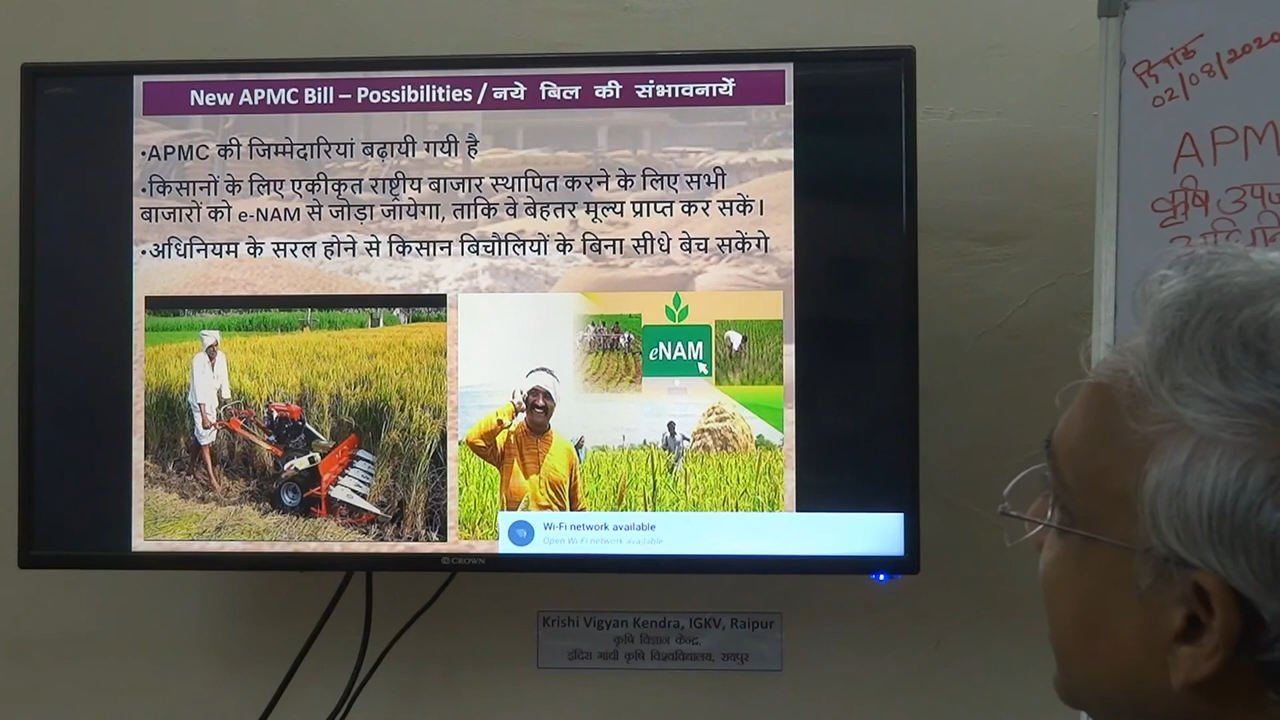 New APMC Bill – Possibilities / नये बिल की संभावनायें
•APMC की जिम्मेदारियां बढ़ायी गयी है
•किसानों के लिए एकीकृत राष्ट्रीय बाजार स्थापित करने के लिए सभी
बाजारों को e-NAM से जोड़ा जायेगा, ताकि वे बेहतर मूल्य प्राप्त कर सकें।
•अधिनियम के सरल होने से किसान बिचौलियों के बिना सीधे बेच सकेंगे
eNAM
Wi-Fi network available
Open Wi-Fi network available
CROWN
Krishi Vigyan Kendra, IGKV, Raipur
कृषि विज्ञान केन्द्र,
इंदिरा गांधी कृषि विश्वविद्यालय, रायपुर
दिनांक
02/08/2020
APM
कृषि उपज